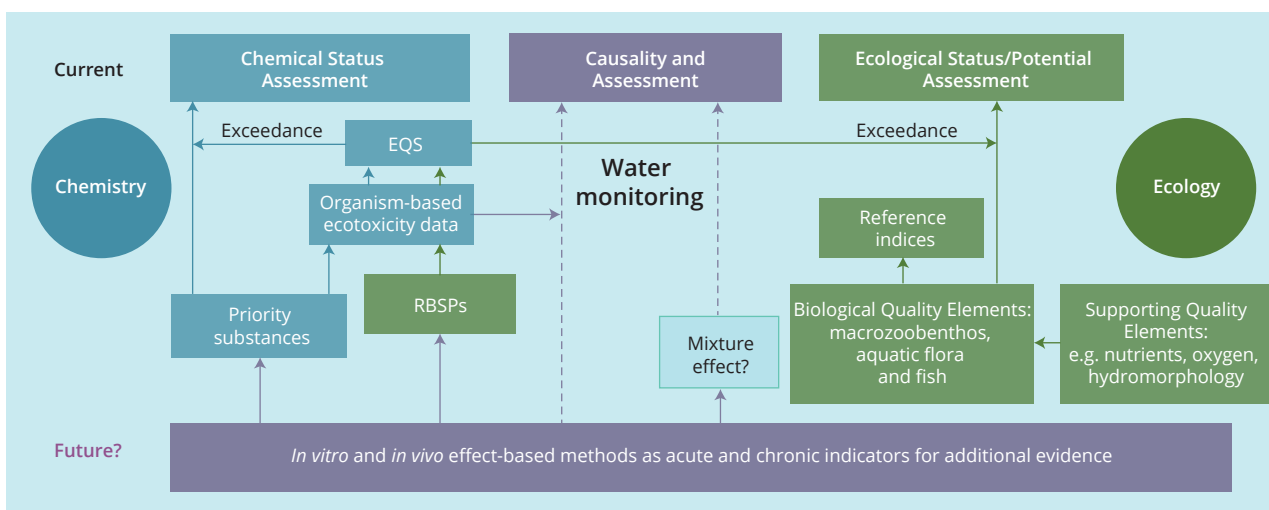 Current
Chemical Status
Assessment
Causality and
Assessment
Ecological Status/Potential
Assessment
Exceedance
EQS
Exceedance
Chemistry
Water
monitoring
Ecology
Organism-based
ecotoxicity data
Reference
indices
RBSPs
Priority
substances
Mixture
effect?
Biological Quality Elements:
macrozoobenthos,
aquatic flora
and fish
Supporting Quality
Elements:
e.g. nutrients, oxygen,
hydromorphology
Future?
In vitro and in vivo effect-based methods as acute and chronic indicators for additional evidence